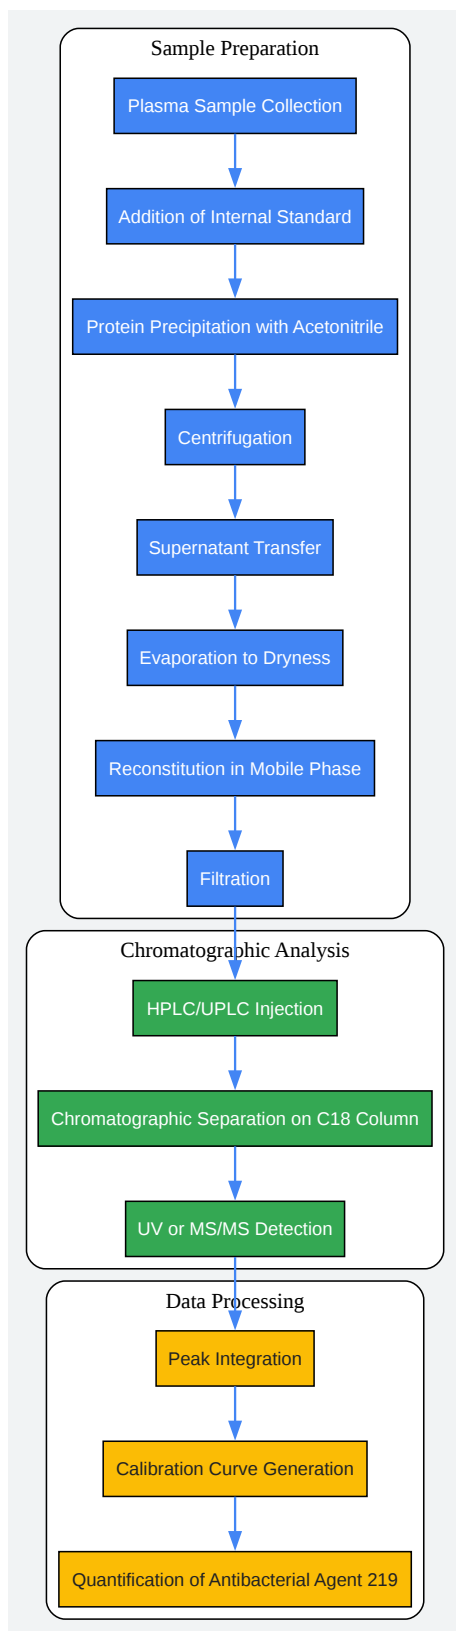 Sample Preparation
Plasma Sample Collection
Addition of Internal Standard
Protein Precipitation with Acetonitrile
Centrifugation
Supernatant Transfer
Evaporation to Dryness
Reconstitution in Mobile Phase
Filtration
Chromatographic Analysis
HPLC/UPLC Injection
Chromatographic Separation on C18 Column
UV or MS/MS Detection
Data Processing
Peak Integration
Calibration Curve Generation
Quantification of Antibacterial Agent 219